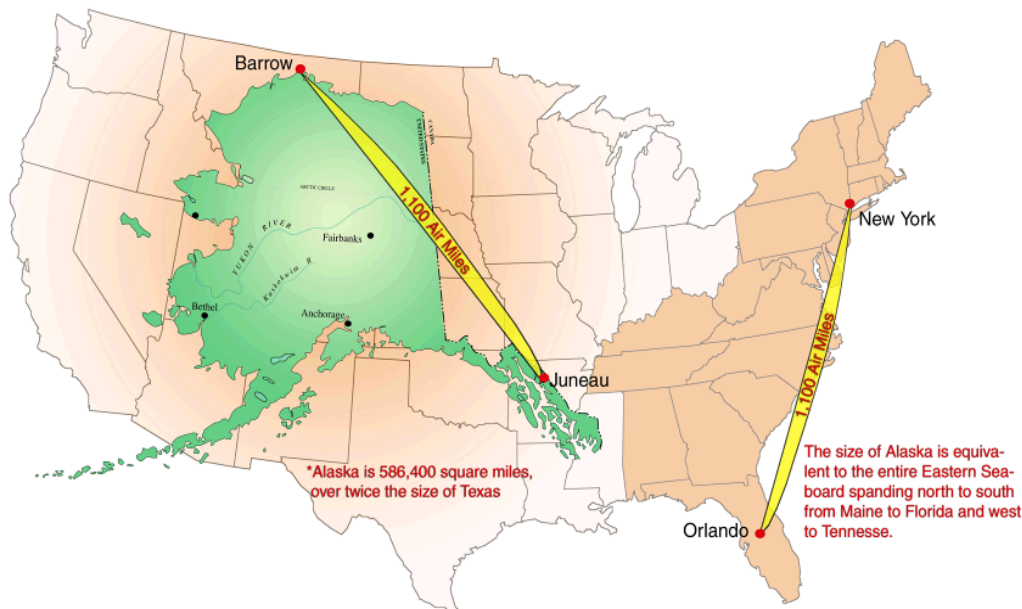 Barrow
CANADA
ARCTIC CIRCLE
1,100 Air Miles
YUKON RIVER
Fairbanks
Kuskokwim R
Bethel
Anchorage
Juneau
New York
1,100 Air Miles
*Alaska is 586,400 square miles,
over twice the size of Texas
The size of Alaska is equiva-
lent to the entire Eastern Sea-
board spanding north to south
from Maine to Florida and west
to Tennesse.
Orlando